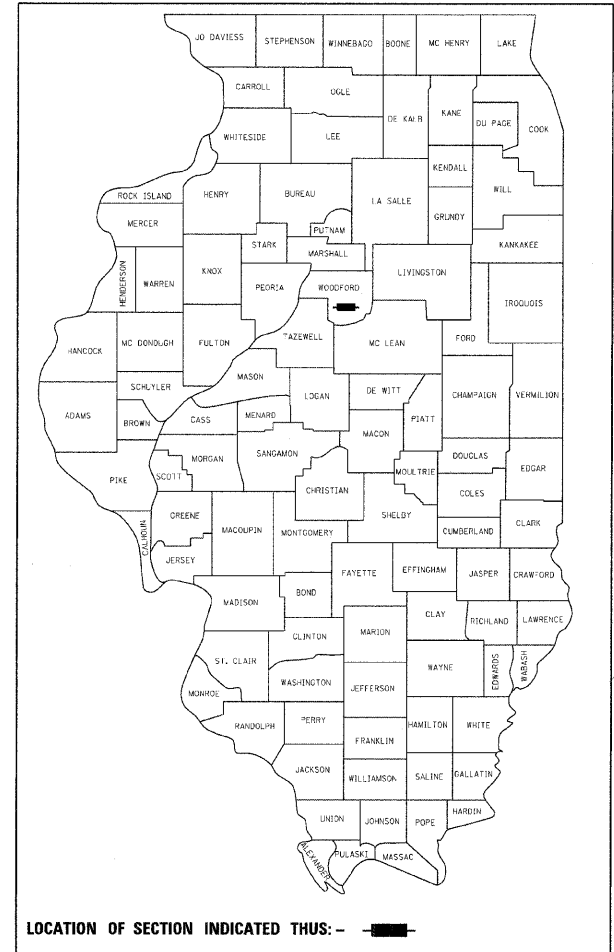 JO DAVIESS
STEPHENSON
WINNEBAGO
BOONE
MC HENRY
LAKE
CARROLL
OGLE
DE KALB
KANE
DU PAGE
COOK
WHITESIDE
LEE
KENDALL
WILL
ROCK ISLAND
HENRY
BUREAU
LA SALLE
GRUNDY
MERCER
PUTNAM
STARK
MARSHALL
KANKAKEE
HENDERSON
WARREN
KNOX
PEORIA
WOODFORD
LIVINGSTON
IROQUOIS
HANCOCK
MC DONOUGH
FULTON
TAZEWELL
MC LEAN
FORD
SCHUYLER
MASON
LOGAN
DE WITT
CHAMPAIGN
VERMILION
ADAMS
BROWN
CASS
MENARD
PIATT
MACON
MORGAN
SANGAMON
DOUGLAS
EDGAR
PIKE
SCOTT
CHRISTIAN
MOULTRIE
COLES
GREENE
MACOUPIN
MONTGOMERY
SHELBY
CUMBERLAND
CLARK
CALHOUN
JERSEY
FAYETTE
EFFINGHAM
JASPER
CRAWFORD
MADISON
BOND
CLAY
RICHLAND
LAWRENCE
CLINTON
MARION
ST. CLAIR
WAYNE
EDWARDS
WABASH
MONROE
WASHINGTON
JEFFERSON
RANDOLPH
PERRY
HAMILTON
WHITE
FRANKLIN
JACKSON
WILLIAMSON
SALINE
GALLATIN
UNION
JOHNSON
POPE
HARDIN
ALEXANDER
PULASKI
MASSAC
LOCATION OF SECTION INDICATED THUS: -